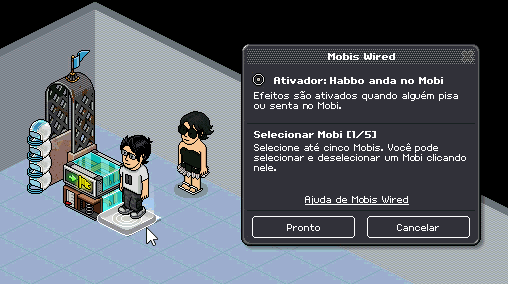 Mobis Wired
Ativador: Habbo anda no Mobi
Efeitos são ativados quando alguém pisa
ou senta no Mobi.
Selecionar Mobi [1/5]
Selecione até cinco Mobis. Você pode
selecionar e deselecionar um Mobi clicando
nele.
Ajuda de Mobis Wired
Pronto
Cancelar